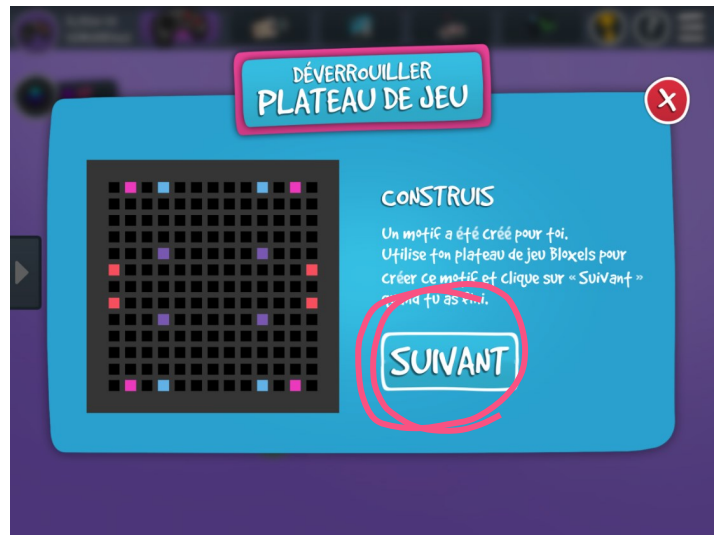 DÉVERROUILLER
PLATEAU DE JEU
CONSTRUIS
Un motif a été créé pour toi.
Utilise ton plateau de jeu Bloxels pour
créer ce motif et clique sur « Suivant »
quand tu as fini.
SUIVANT